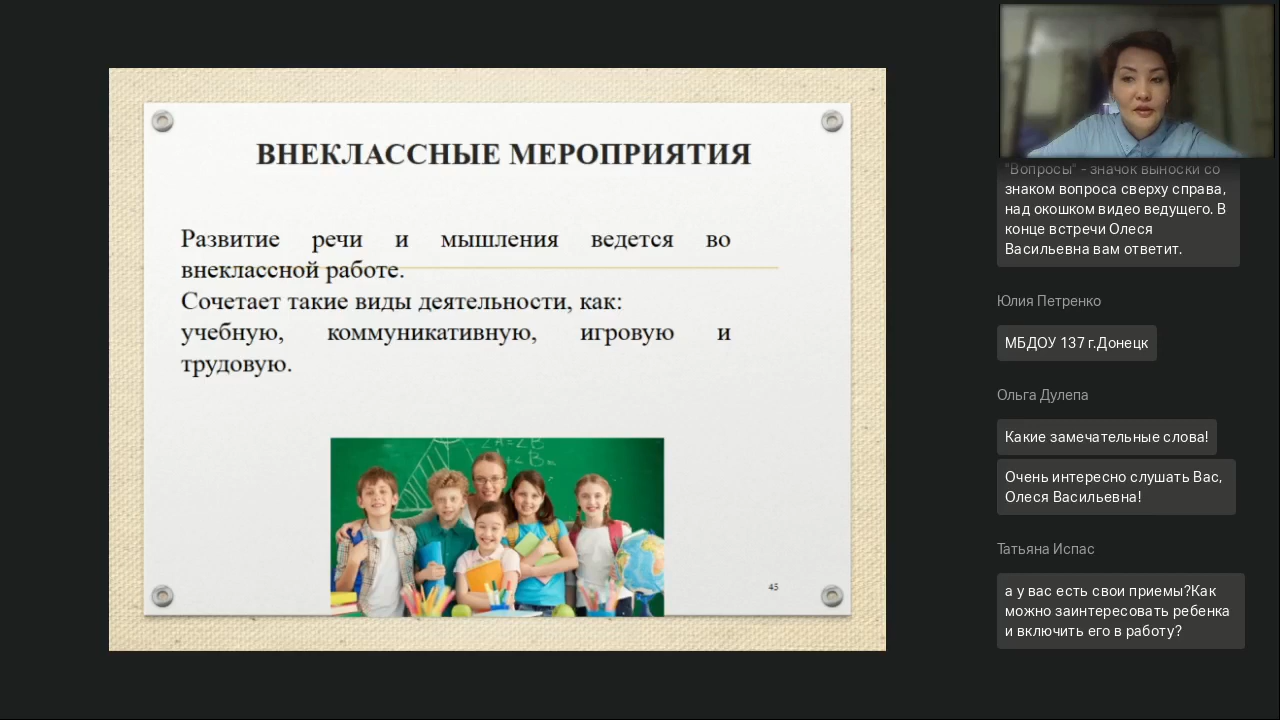 ВНЕКЛАССНЫЕ МЕРОПРИЯТИЯ
Развитие речи и мышления ведется во
внеклассной работе.
Сочетает такие виды деятельности, как:
учебную, коммуникативную, игровую и
трудовую.
45
"Вопросы" - значок выноски со
знаком вопроса сверху справа,
над окошком видео ведущего. В
конце встречи Олеся
Васильевна вам ответит.
Юлия Петренко
МБДОУ 137 г.Донецк
Ольга Дулепа
Какие замечательные слова!
Очень интересно слушать Вас,
Олеся Васильевна!
Татьяна Испас
а у вас есть свои приемы?Как
можно заинтересовать ребенка
и включить его в работу?